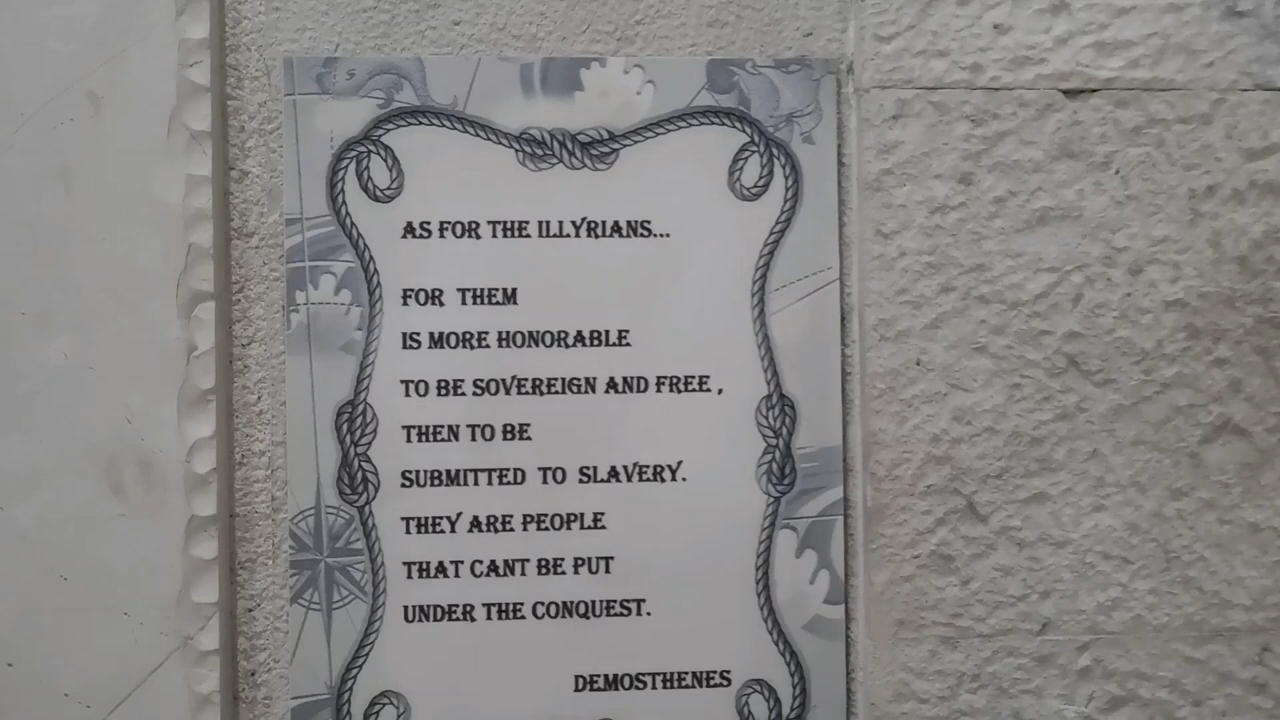 AS FOR THE ILLYRIANS...
FOR THEM
IS MORE HONORABLE
TO BE SOVEREIGN AND FREE ,
THEN TO BE
SUBMITTED TO SLAVERY.
THEY ARE PEOPLE
THAT CANT BE PUT
UNDER THE CONQUEST.
DEMOSTHENES